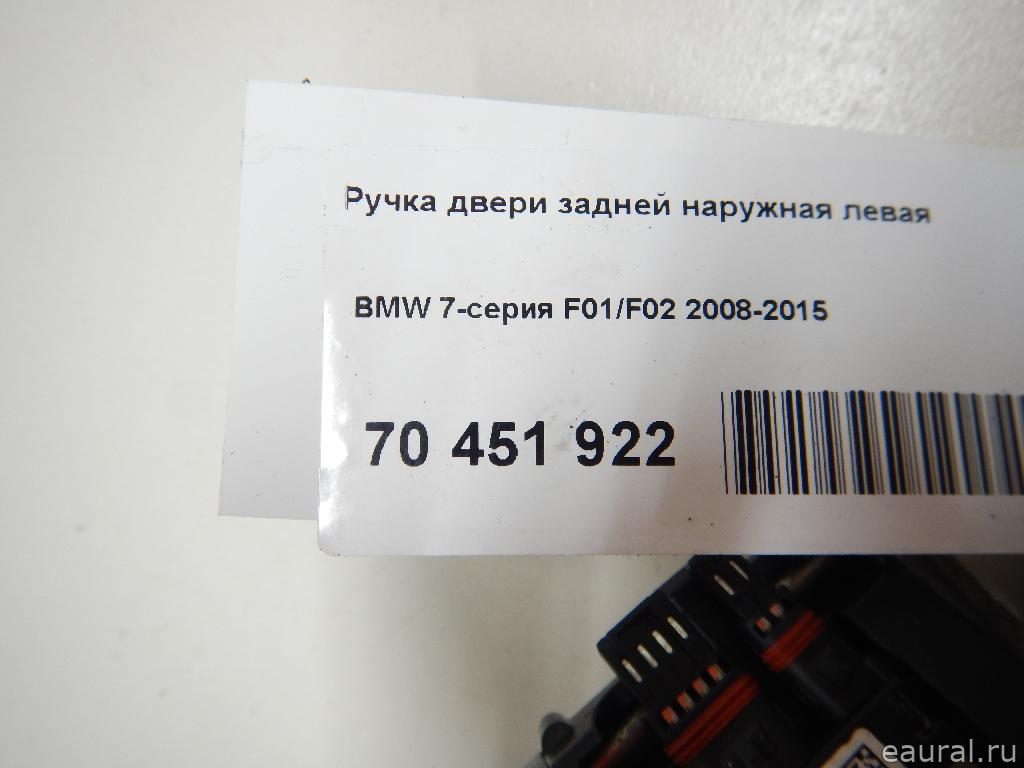 Ручка двери задней наружная левая
BMW 7-серия F01/F02 2008-2015
70 451 922
eaural.ru